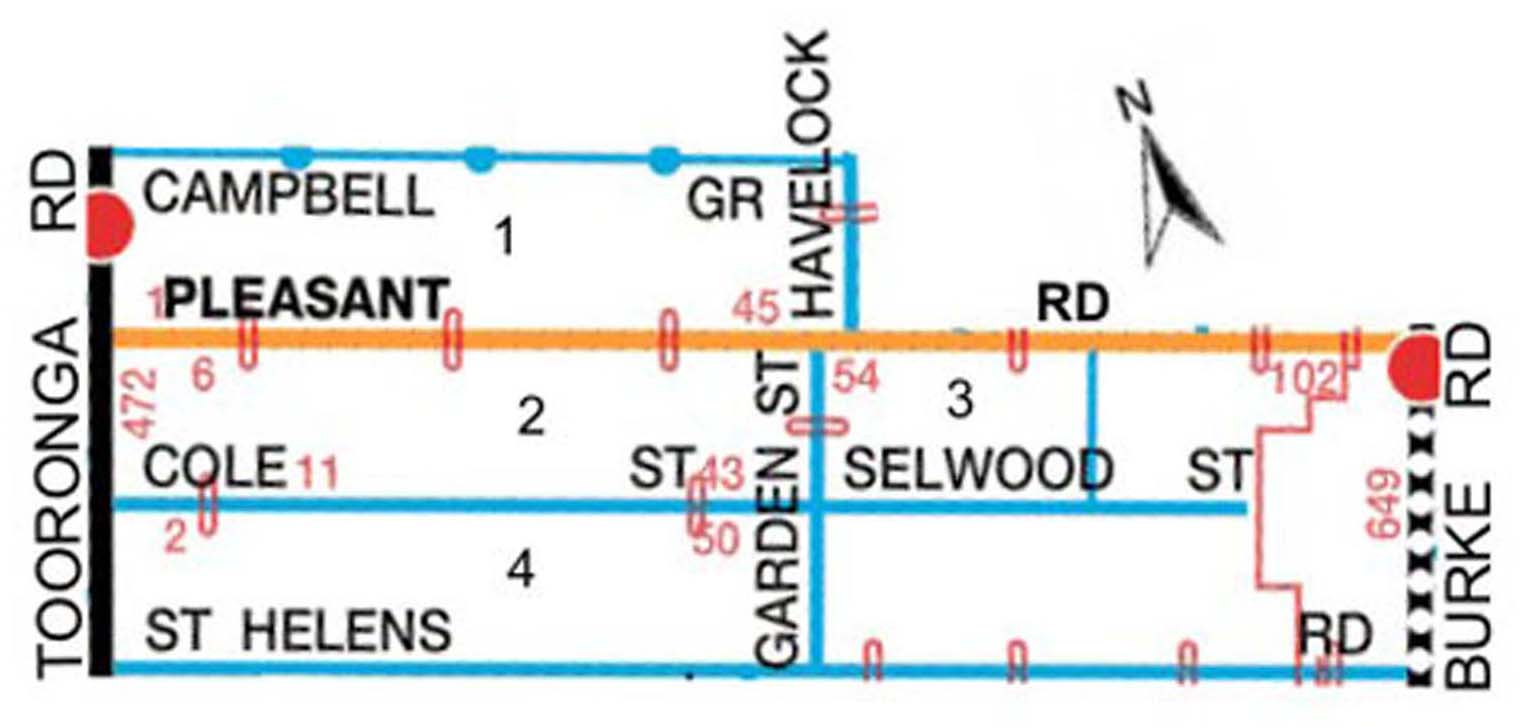 HAVELOCK
N
RD
CAMPBELL GR
1
TOORONGA
1 PLEASANT 45 RD
472
6
54
102
RD
2
3
GARDEN ST
COLE 11 ST 43
SELWOOD ST
2
50
649
BURKE
4
ST HELENS RD